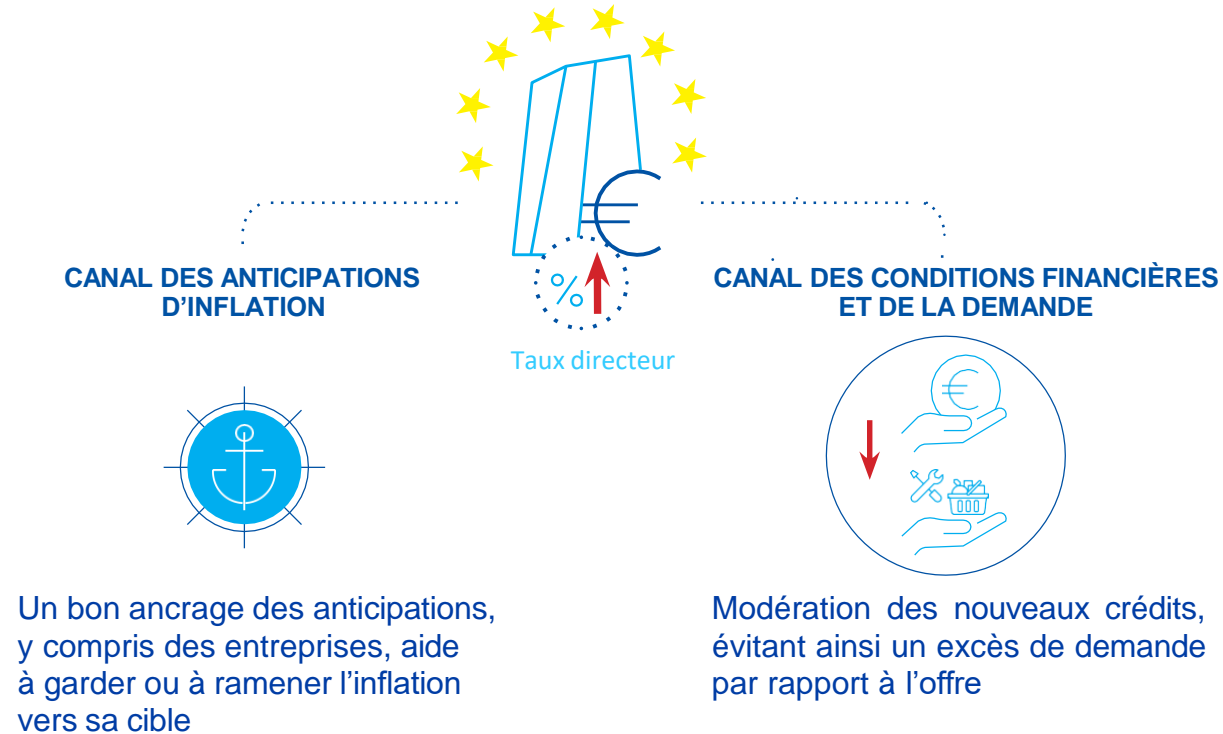 CANAL DES ANTICIPATIONS
D’INFLATION
%
Taux directeur
CANAL DES CONDITIONS FINANCIÈRES
ET DE LA DEMANDE
Un bon ancrage des anticipations,
y compris des entreprises, aide
à garder ou à ramener l’inflation
vers sa cible
Modération des nouveaux crédits,
évitant ainsi un excès de demande
par rapport à l’offre